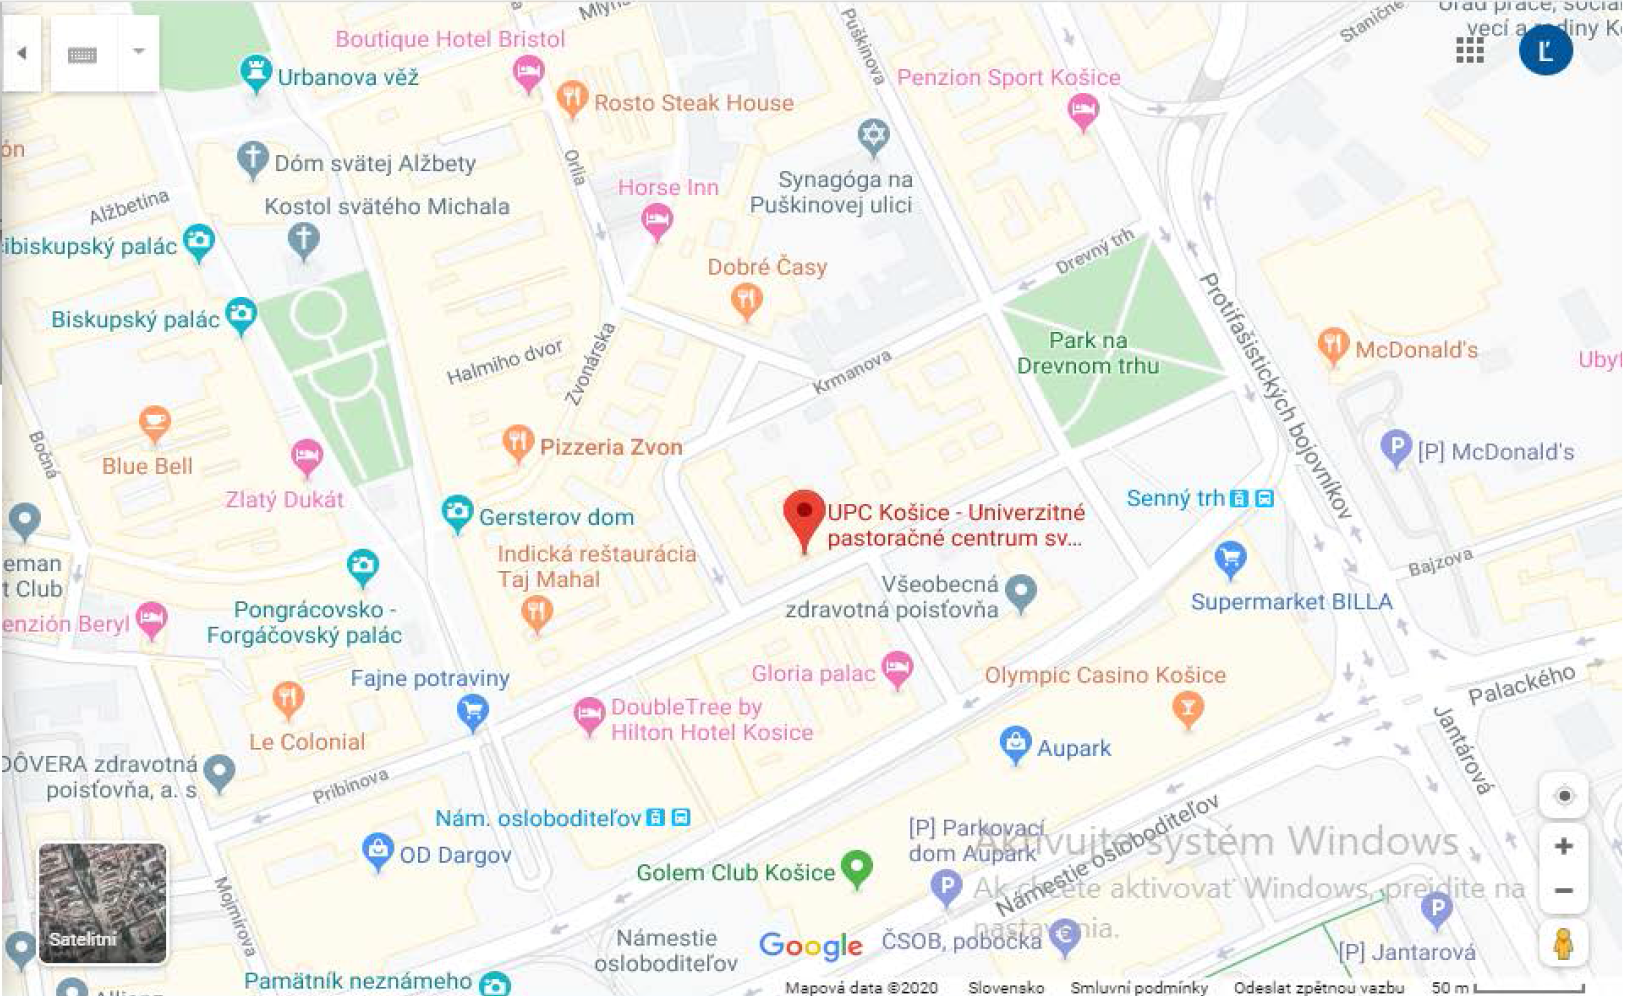 Mlyns
Puškinova
Staničné
Úrad práce, sociál
vecí a rodiny K
Ľ
Boutique Hotel Bristol
Urbanova věž
Penzion Sport Košice
Rosto Steak House
ón
Orlia
Dóm svätej Alžbety
Horse Inn
Synagóga na
Puškinovej ulici
Alžbetina
Kostol svätého Michala
ibiskupský palác
Drevný trh
Dobré Časy
Protifašistických bojovníkov
Biskupský palác
Zvonárska
Halmiho dvor
Krmanova
Park na
Drevnom trhu
McDonald's
Uby
Bočná
Blue Bell
Pizzeria Zvon
[P] McDonald's
Zlatý Dukát
Gersterov dom
UPC Košice - Univerzitné
pastoračné centrum sv...
Senný trh
Indická reštaurácia
Taj Mahal
Bajzova
eman
t Club
Všeobecná
zdravotná poisťovňa
Supermarket BILLA
Pongrácovsko -
Forgáčovský palác
enzión Beryl
Fajne potraviny
Gloria palac
Olympic Casino Košice
Palackého
DoubleTree by
Hilton Hotel Kosice
Jantárová
Le Colonial
Aupark
DÔVERA zdravotná
poisťovňa, a. s
Pribinova
Nám. osloboditeľov
[P] Parkovací
dom Aupark
Námestie osloboditeľov
Aktivujte systém Windows
Ak chcete aktivovať Windows, prejdite na
nastavenia.
OD Dargov
Golem Club Košice
P
P
P
Mojmírova
Satelitní
Námestie
osloboditeľov
Google
ČSOB, pobočka
[P] Jantarová
Pamätník neznámeho
Allianz
Mapová data ©2020 Slovensko Smluvní podmínky Odeslat zpětnou vazbu 50 m